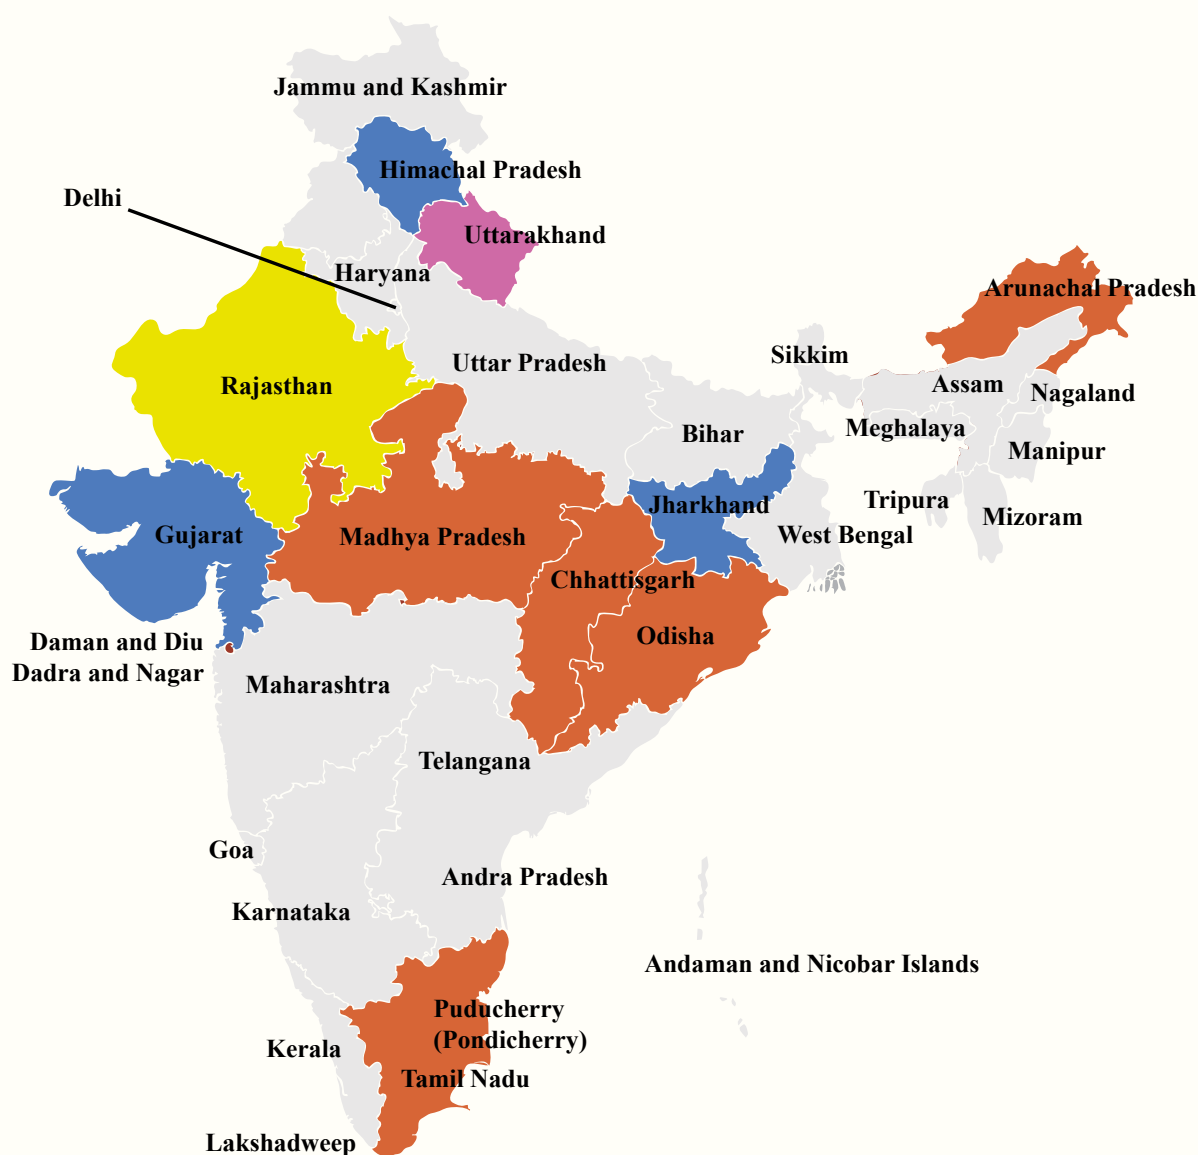 Jammu and Kashmir
Himachal Pradesh
Delhi
Uttarakhand
Haryana
Arunachal Pradesh
Sikkim
Uttar Pradesh
Rajasthan
Assam
Nagaland
Meghalaya
Bihar
Manipur
Tripura
Jharkhand
Mizoram
Gujarat
Madhya Pradesh
West Bengal
Chhattisgarh
Odisha
Daman and Diu
Dadra and Nagar
Maharashtra
Telangana
Goa
Andra Pradesh
Karnataka
Andaman and Nicobar Islands
Puducherry
(Pondicherry)
Kerala
Tamil Nadu
Lakshadweep